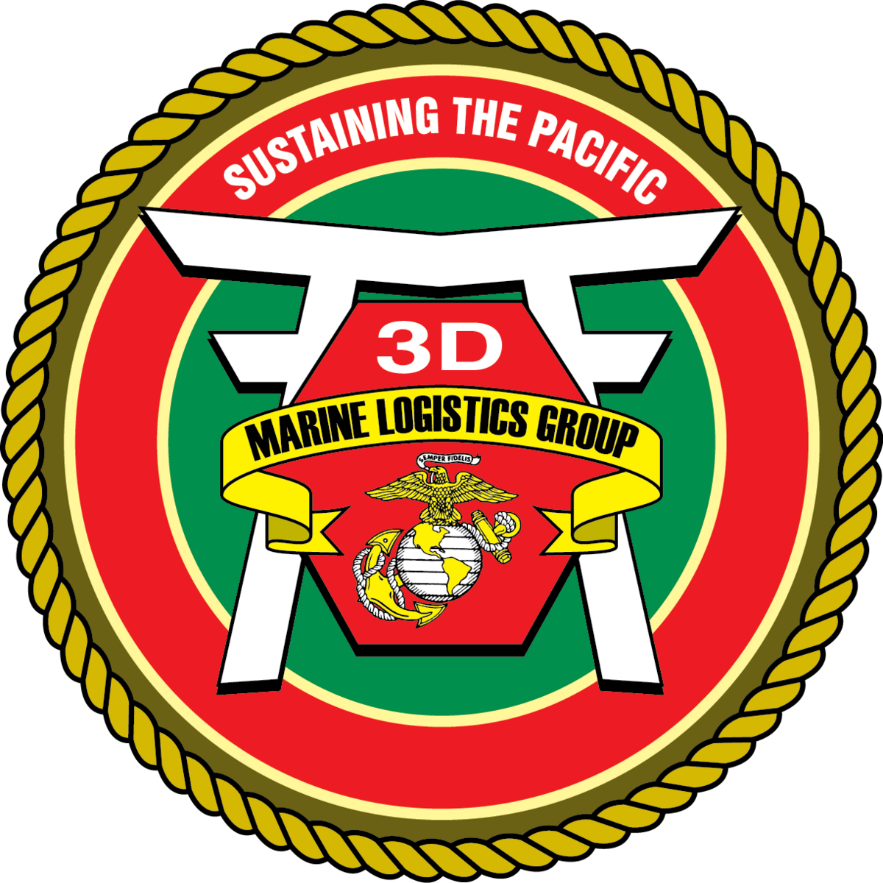 SUSTAINING THE PACIFIC
3D
MARINE LOGISTICS GROUP
SEMPER FIDELIS